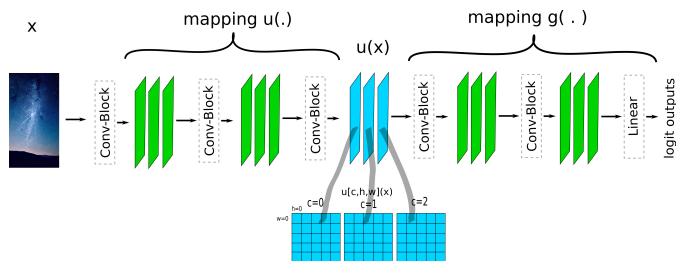 x
mapping u(.)
u(x)
mapping g( . )
Conv-Block
Conv-Block
Conv-Block
Conv-Block
Conv-Block
Linear
logit outputs
u[c,h,w](x)
c=0
c=1
c=2
h=0
w=0